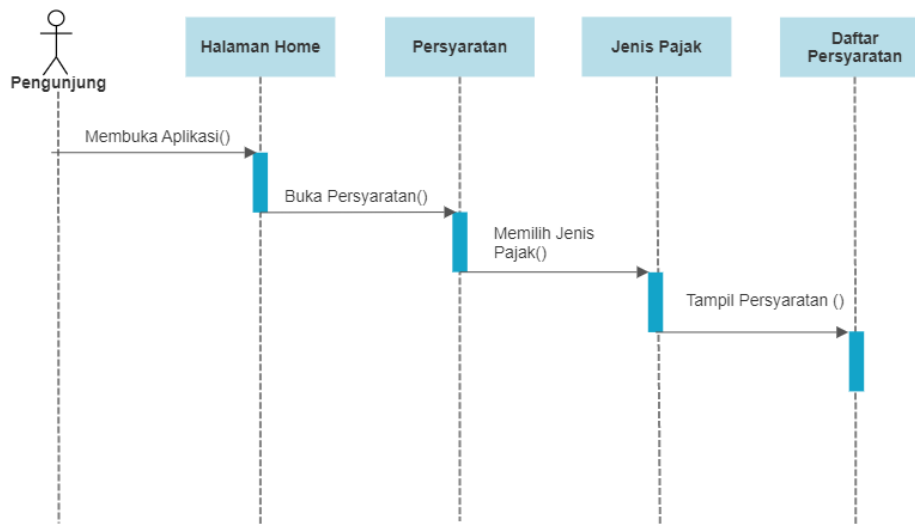 Pengunjung
Halaman Home
Persyaratan
Jenis Pajak
Daftar
Persyaratan
Membuka Aplikasi()
Buka Persyaratan()
Memilih Jenis
Pajak()
Tampil Persyaratan ()